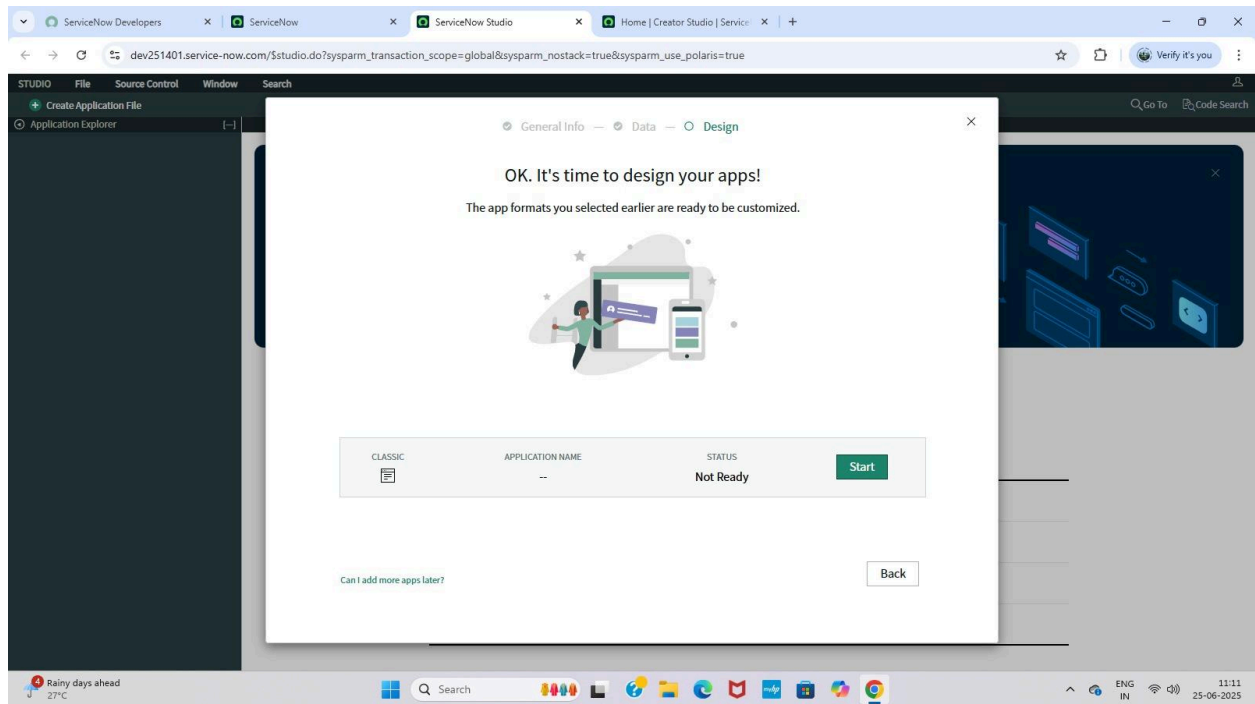 ServiceNow Developers
ServiceNow
ServiceNow Studio
Home | Creator Studio | Service
dev251401.service-now.com/$studio.do?sysparm_transaction_scope=global&sysparm_nostack=true&sysparm_use_polaris=true
Verify it's you
STUDIO File Source Control Window Search
Create Application File
Go To Code Search
Application Explorer
General Info — Data — Design
OK. It's time to design your apps!
The app formats you selected earlier are ready to be customized.
CLASSIC APPLICATION NAME STATUS
-- Not Ready Start
Can I add more apps later? Back
4 Rainy days ahead
27°C
Search
ENG
IN
11:11
25-06-2025